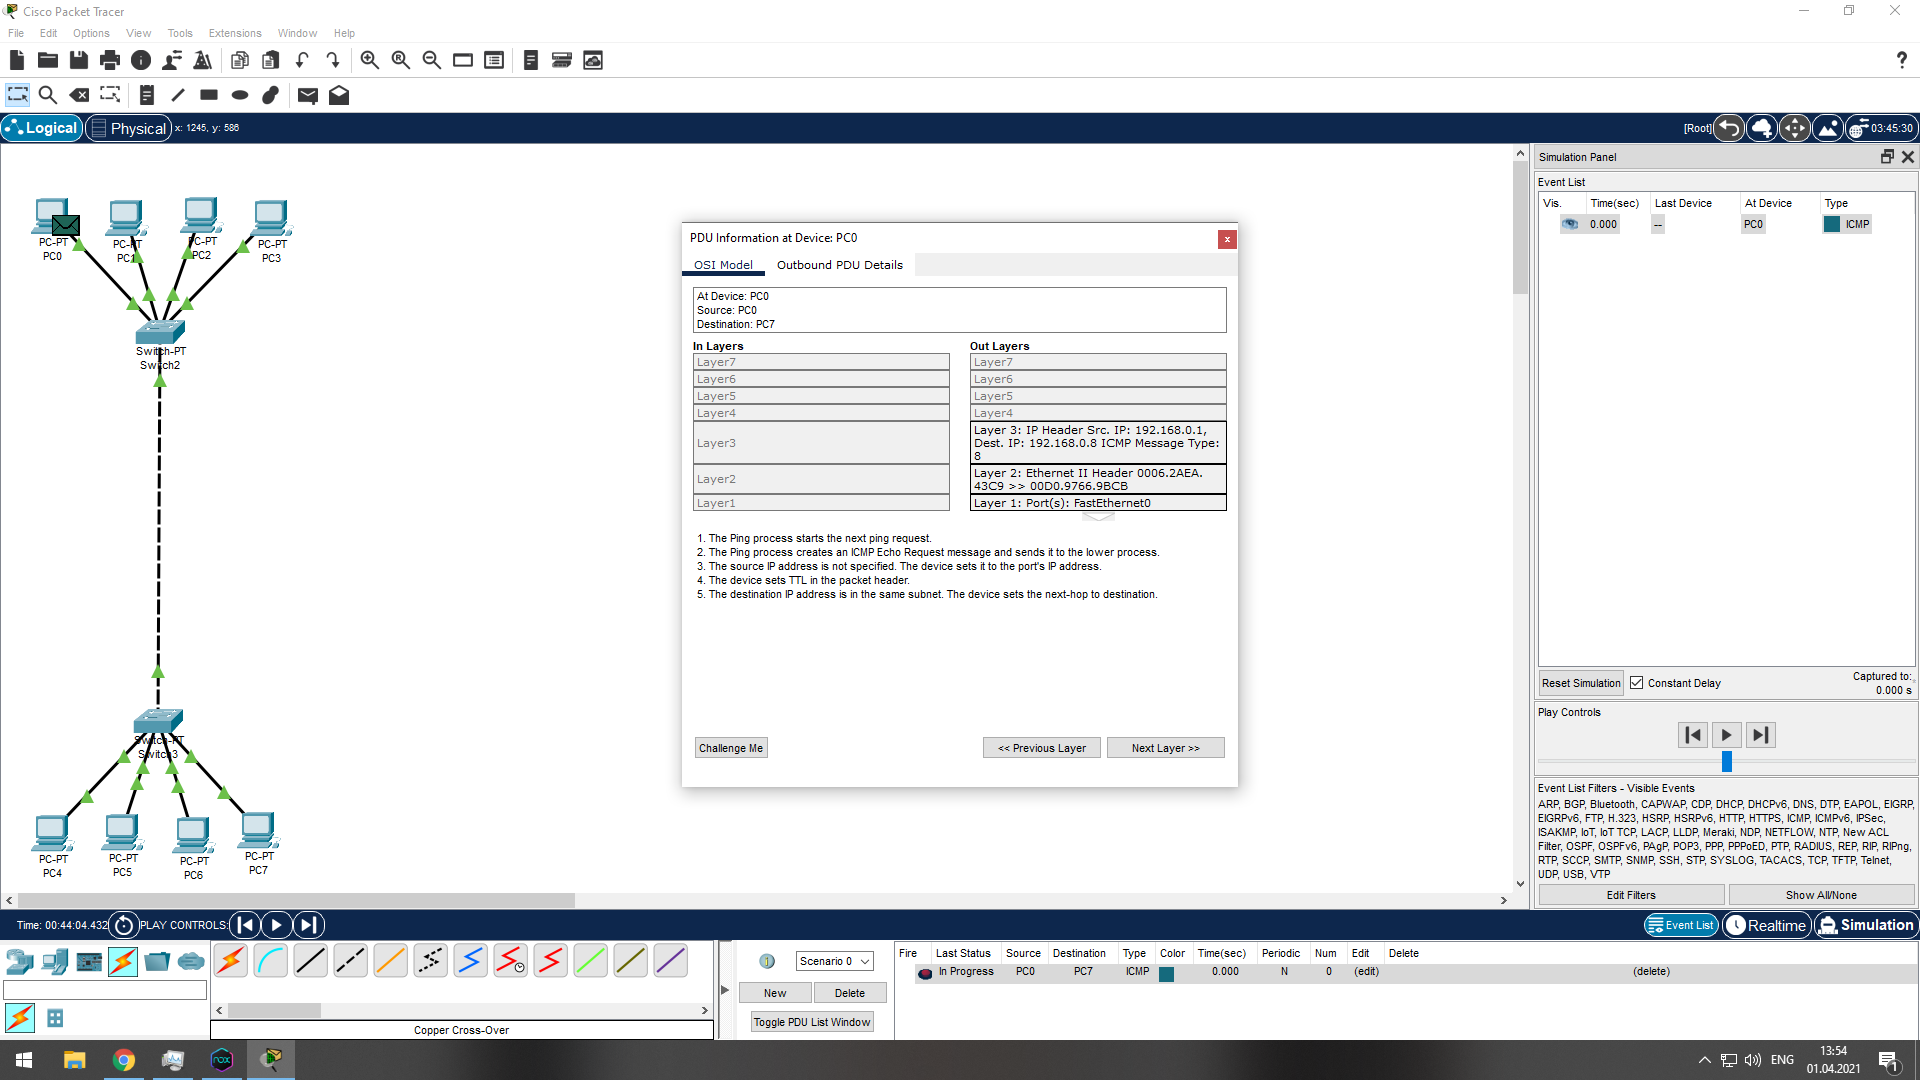 Cisco Packet Tracer
File Edit Options View Tools Extensions Window Help
Logical Physical x: 1245, y: 586
[Root] 03:45:30
PC-PT
PC0
PC-PT
PC1
PC-PT
PC2
PC-PT
PC3
Switch-PT
Switch2
Switch-PT
Switch3
PC-PT
PC4
PC-PT
PC5
PC-PT
PC6
PC-PT
PC7
PDU Information at Device: PC0
x
OSI Model Outbound PDU Details
At Device: PC0
Source: PC0
Destination: PC7
In Layers
Layer7
Layer6
Layer5
Layer4
Layer3
Layer2
Layer1
Out Layers
Layer7
Layer6
Layer5
Layer4
Layer 3: IP Header Src. IP: 192.168.0.1,
Dest. IP: 192.168.0.8 ICMP Message Type:
8
Layer 2: Ethernet II Header 0006.2AEA.
43C9 >> 00D0.9766.9BCB
Layer 1: Port(s): FastEthernet0
1. The Ping process starts the next ping request.
2. The Ping process creates an ICMP Echo Request message and sends it to the lower process.
3. The source IP address is not specified. The device sets it to the port's IP address.
4. The device sets TTL in the packet header.
5. The destination IP address is in the same subnet. The device sets the next-hop to destination.
Challenge Me << Previous Layer Next Layer >>
Simulation Panel
Event List
Vis. Time(sec) Last Device At Device Type
0.000 -- PC0 ICMP
Reset Simulation Constant Delay
Captured to:
0.000 s
Play Controls
Event List Filters - Visible Events
ARP, BGP, Bluetooth, CAPWAP, CDP, DHCP, DHCPv6, DNS, DTP, EAPOL, EIGRP,
EIGRPv6, FTP, H.323, HSRP, HSRPv6, HTTP, HTTPS, ICMP, ICMPv6, IPSec,
ISAKMP, IoT, IoT TCP, LACP, LLDP, Meraki, NDP, NETFLOW, NTP, New ACL
Filter, OSPF, OSPFv6, PAgP, POP3, PPP, PPPoED, PTP, RADIUS, REP, RIP, RIPng,
RTP, SCCP, SMTP, SNMP, SSH, STP, SYSLOG, TACACS, TCP, TFTP, Telnet,
UDP, USB, VTP
Edit Filters Show All/None
Time: 00:44:04.432 PLAY CONTROLS:
Event List Realtime Simulation
Copper Cross-Over
Scenario 0
New Delete
Toggle PDU List Window
Fire Last Status Source Destination Type Color Time(sec) Periodic Num Edit Delete
In Progress PC0 PC7 ICMP 0.000 N 0 (edit) (delete)
nox
ENG
13:54
01.04.2021
1